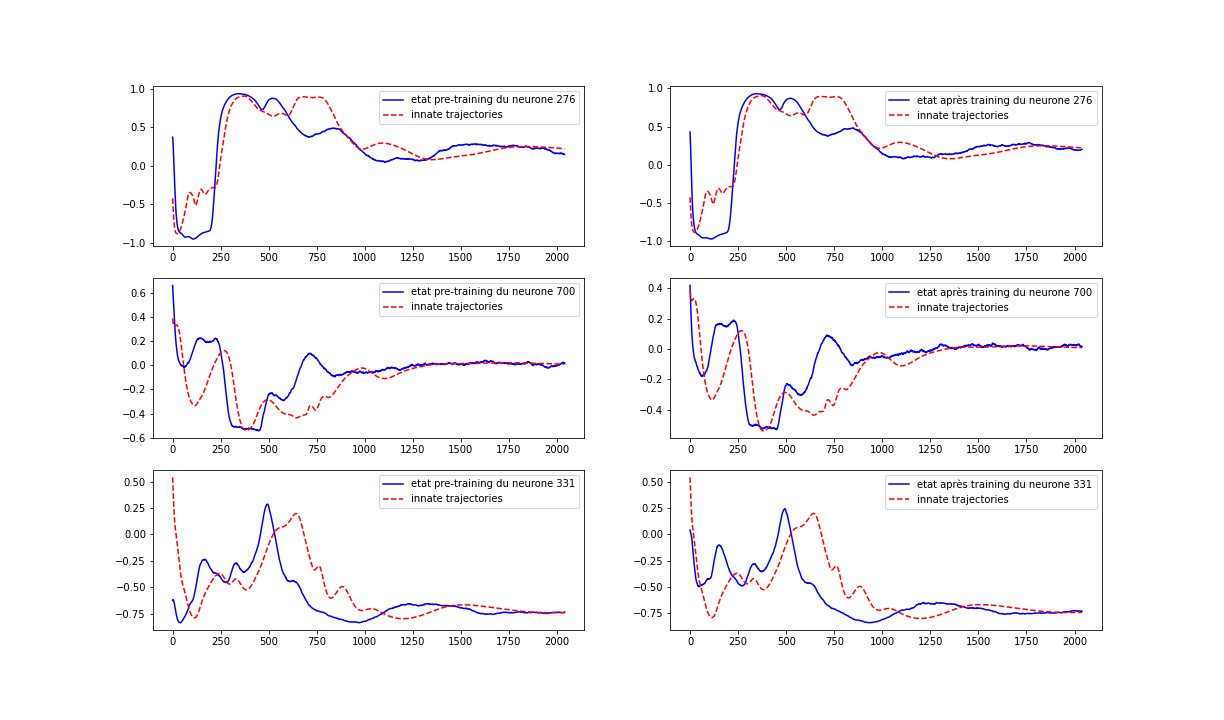 etat pre-training du neurone 276
innate trajectories
1.0
0.5
0.0
−0.5
−1.0
0 250 500 750 1000 1250 1500 1750 2000
etat après training du neurone 276
innate trajectories
1.0
0.5
0.0
−0.5
−1.0
0 250 500 750 1000 1250 1500 1750 2000
etat pre-training du neurone 700
innate trajectories
0.6
0.4
0.2
0.0
−0.2
−0.4
−0.6
0 250 500 750 1000 1250 1500 1750 2000
etat après training du neurone 700
innate trajectories
0.4
0.2
0.0
−0.2
−0.4
0 250 500 750 1000 1250 1500 1750 2000
etat pre-training du neurone 331
innate trajectories
0.50
0.25
0.00
−0.25
−0.50
−0.75
0 250 500 750 1000 1250 1500 1750 2000
etat après training du neurone 331
innate trajectories
0.50
0.25
0.00
−0.25
−0.50
−0.75
0 250 500 750 1000 1250 1500 1750 2000